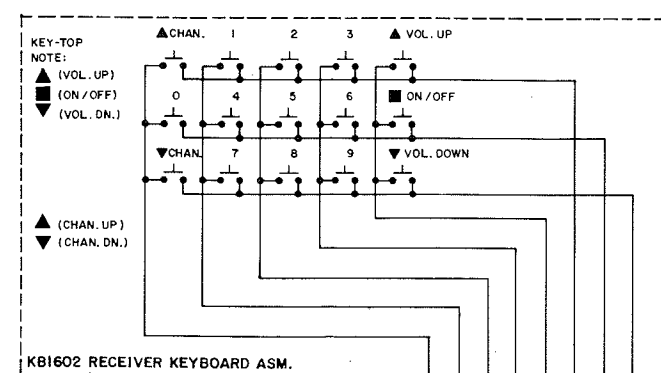 ▲CHAN. 1 2 3 ▲ VOL. UP
KEY-TOP
NOTE:
▲ (VOL. UP)
■ (ON/OFF)
▼ (VOL. DN.)
0 4 5 6 ■ ON/OFF
▼CHAN. 7 8 9 ▼ VOL. DOWN
▲ (CHAN. UP)
▼ (CHAN. DN.)
KB1602 RECEIVER KEYBOARD ASM.